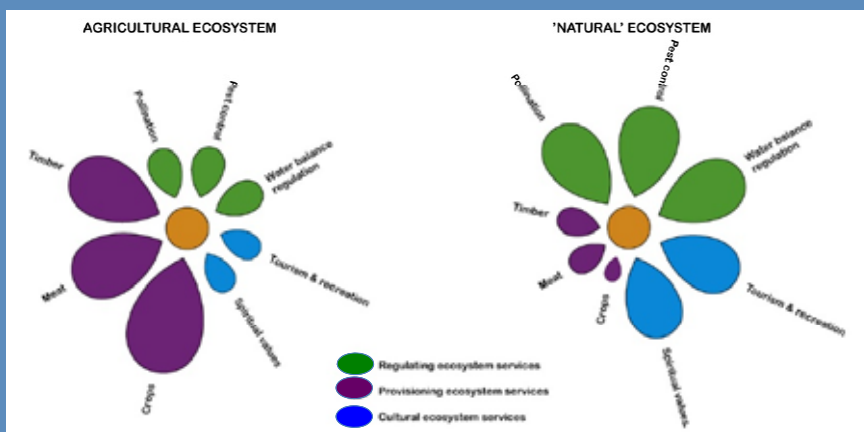 AGRICULTURAL ECOSYSTEM
'NATURAL' ECOSYSTEM
Pollination
Pest control
Timber
Water balance
regulation
Meat
Tourism & recreation
Spiritual values
Crops
Pollination
Pest control
Water balance
regulation
Timber
Meat
Crops
Tourism & recreation
Spiritual values
Regulating ecosystem services
Provisioning ecosystem services
Cultural ecosystem services